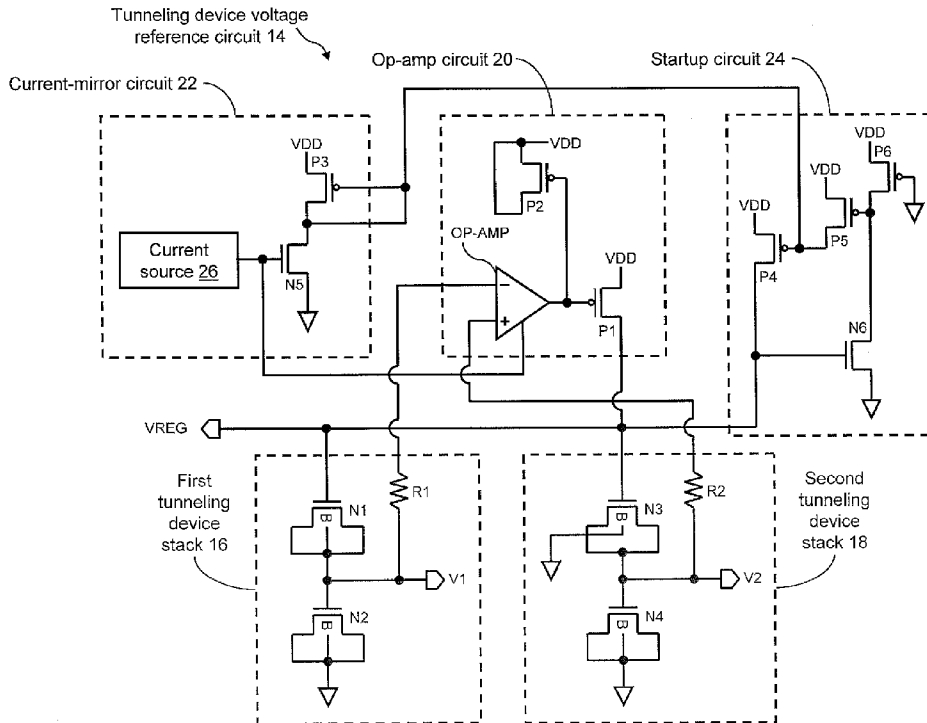 Tunneling device voltage
reference circuit 14
Current-mirror circuit 22
Op-amp circuit 20
Startup circuit 24
VDD
P3
VDD
P2
VDD
P6
VDD
P5
VDD
P4
Current
source 26
N5
OP-AMP
−
+
VDD
P1
N6
VREG
First
tunneling
device
stack 16
R1
B
N1
V1
B
N2
R2
B
N3
V2
B
N4
Second
tunneling
device
stack 18